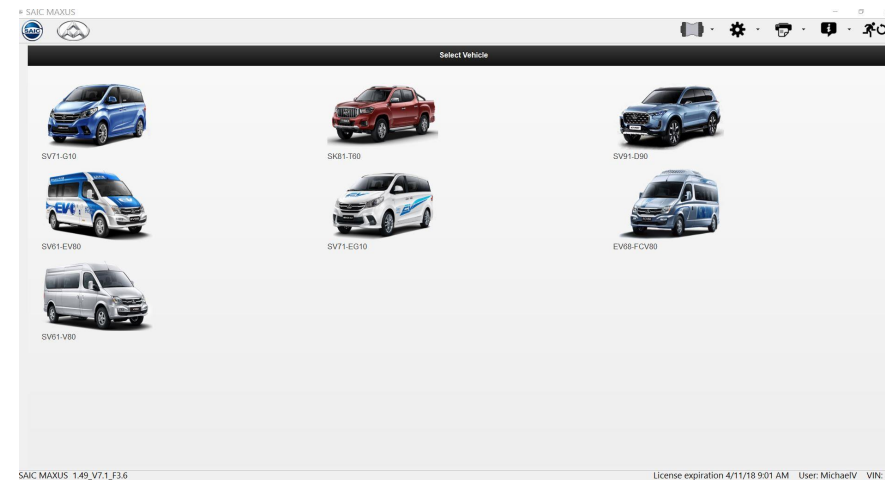 SAIC MAXUS
SAIC
Select Vehicle
SV71-G10
SK81-T60
SV91-D90
SV61-EV80
SV71-EG10
EV68-FCV80
SV61-V80
SAIC MAXUS 1.49_V7.1_F3.6
License expiration 4/11/18 9:01 AM User: MichaelV VIN: